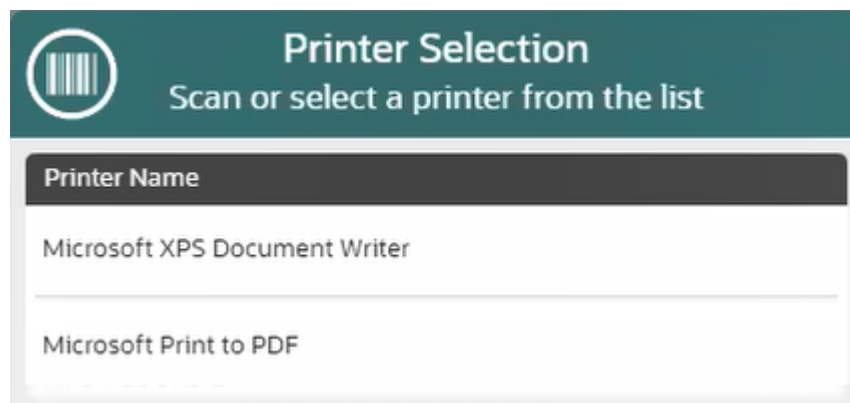 Printer Selection
Scan or select a printer from the list
Printer Name
Microsoft XPS Document Writer
Microsoft Print to PDF